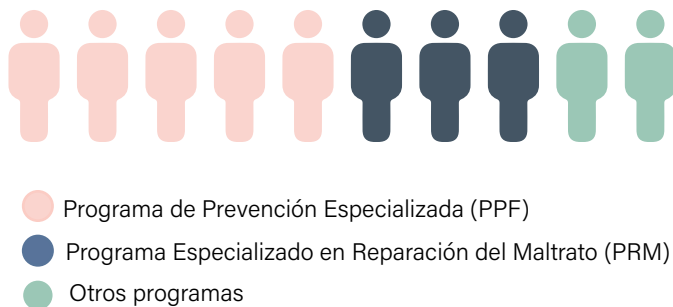 Programa de Prevención Especializada (PPF)
Programa Especializado en Reparación del Maltrato (PRM)
Otros programas